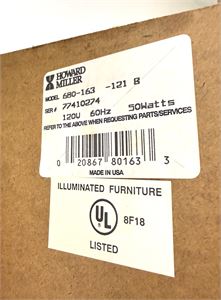 HOWARD
MILLER
MODEL 680-163 -121 B
SER # 77410274
120V 60Hz 50Watts
REFER TO THE ABOVE WHEN REQUESTING PARTS/SERVICES
0 20867 80163 3
MADE IN USA
ILLUMINATED FURNITURE
UL
8F18
LISTED